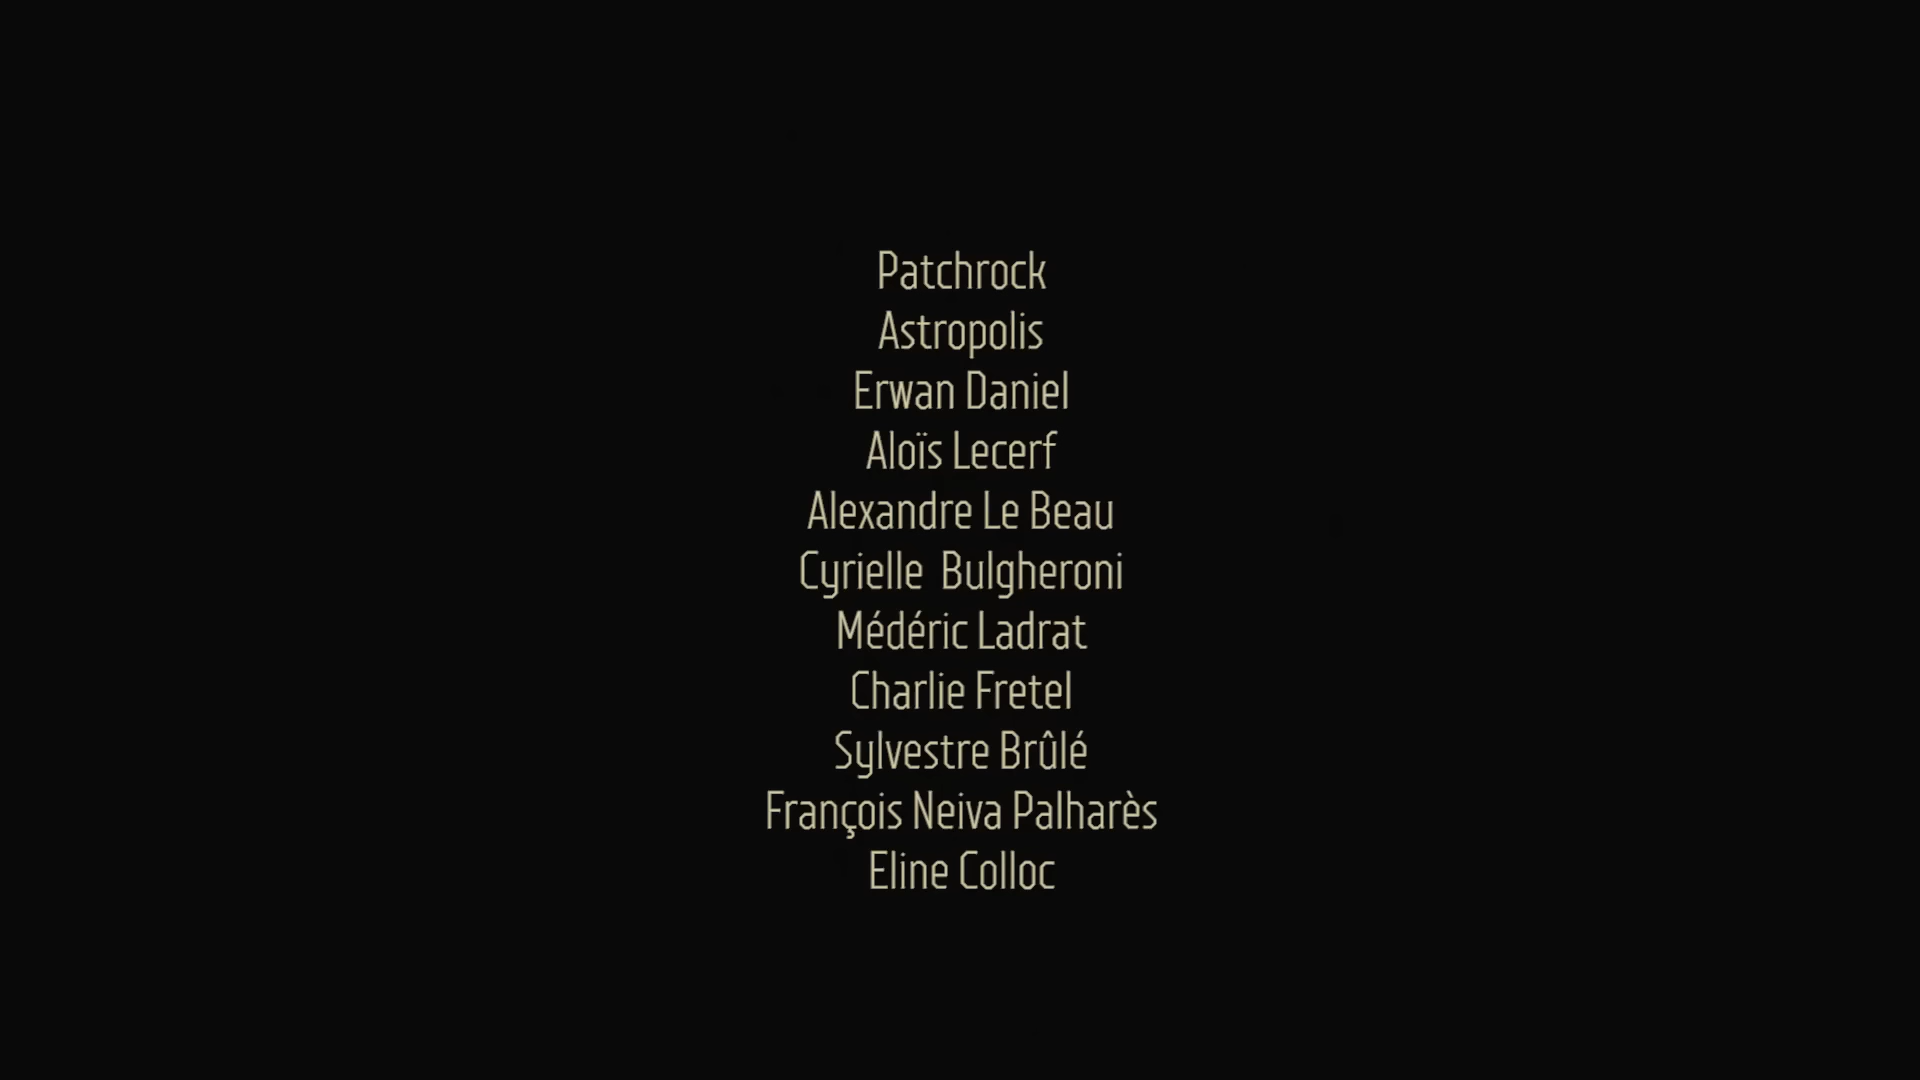 Patchrock
Astropolis
Erwan Daniel
Aloïs Lecerf
Alexandre Le Beau
Cyrielle  Bulgheroni
Médéric Ladrat
Charlie Fretel
Sylvestre Brûlé
François Neiva Palharès
Eline Colloc